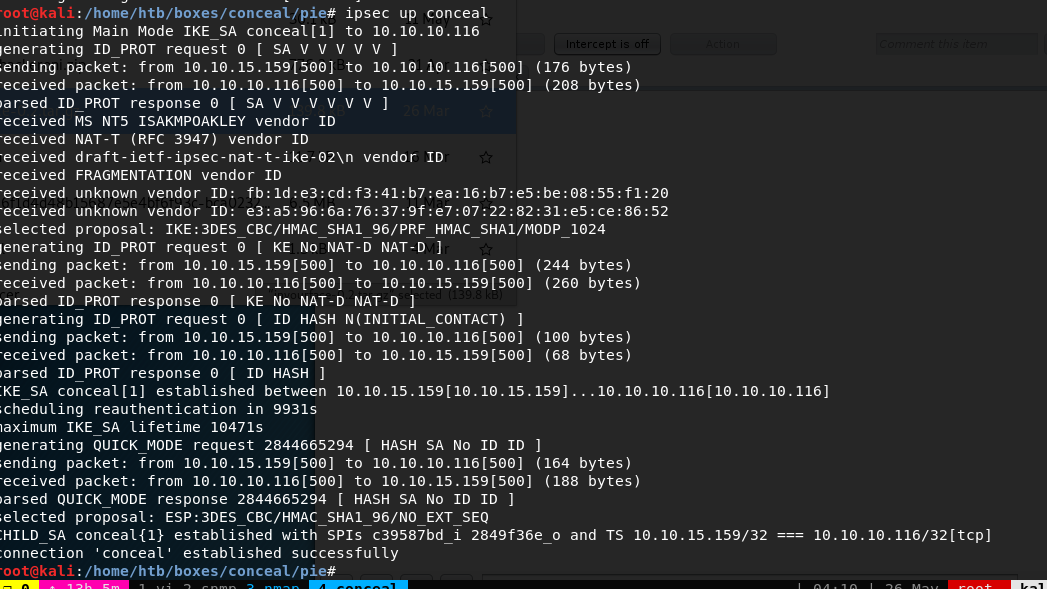 root@kali:/home/htb/boxes/conceal/pie# ipsec up conceal
initiating Main Mode IKE_SA conceal[1] to 10.10.10.116
generating ID_PROT request 0 [ SA V V V V V ]
Intercept is off
Action
Comment this item
sending packet: from 10.10.15.159[500] to 10.10.10.116[500] (176 bytes)
received packet: from 10.10.10.116[500] to 10.10.15.159[500] (208 bytes)
parsed ID_PROT response 0 [ SA V V V V V V ]
26 Mar
received MS NT5 ISAKMPOAKLEY vendor ID
received NAT-T (RFC 3947) vendor ID
received draft-ietf-ipsec-nat-t-ike-02\n vendor ID
received FRAGMENTATION vendor ID
received unknown vendor ID: fb:1d:e3:cd:f3:41:b7:ea:16:b7:e5:be:08:55:f1:20
received unknown vendor ID: e3:a5:96:6a:76:37:9f:e7:07:22:82:31:e5:ce:86:52
selected proposal: IKE:3DES_CBC/HMAC_SHA1_96/PRF_HMAC_SHA1/MODP_1024
generating ID_PROT request 0 [ KE No NAT-D NAT-D ]
sending packet: from 10.10.15.159[500] to 10.10.10.116[500] (244 bytes)
received packet: from 10.10.10.116[500] to 10.10.15.159[500] (260 bytes)
parsed ID_PROT response 0 [ KE No NAT-D NAT-D ]
selected (139.8 kB)
generating ID_PROT request 0 [ ID HASH N(INITIAL_CONTACT) ]
sending packet: from 10.10.15.159[500] to 10.10.10.116[500] (100 bytes)
received packet: from 10.10.10.116[500] to 10.10.15.159[500] (68 bytes)
parsed ID_PROT response 0 [ ID HASH ]
IKE_SA conceal[1] established between 10.10.15.159[10.10.15.159]...10.10.10.116[10.10.10.116]
scheduling reauthentication in 9931s
maximum IKE_SA lifetime 10471s
generating QUICK_MODE request 2844665294 [ HASH SA No ID ID ]
sending packet: from 10.10.15.159[500] to 10.10.10.116[500] (164 bytes)
received packet: from 10.10.10.116[500] to 10.10.15.159[500] (188 bytes)
parsed QUICK_MODE response 2844665294 [ HASH SA No ID ID ]
selected proposal: ESP:3DES_CBC/HMAC_SHA1_96/NO_EXT_SEQ
CHILD_SA conceal{1} established with SPIs c39587bd_i 2849f36e_o and TS 10.10.15.159/32 === 10.10.10.116/32[tcp]
connection 'conceal' established successfully
root@kali:/home/htb/boxes/conceal/pie#
0 ↑ 13h 5m 1 vi 2 snmp 3 nmap 4 conceal | 04:10 | 26 May root kal